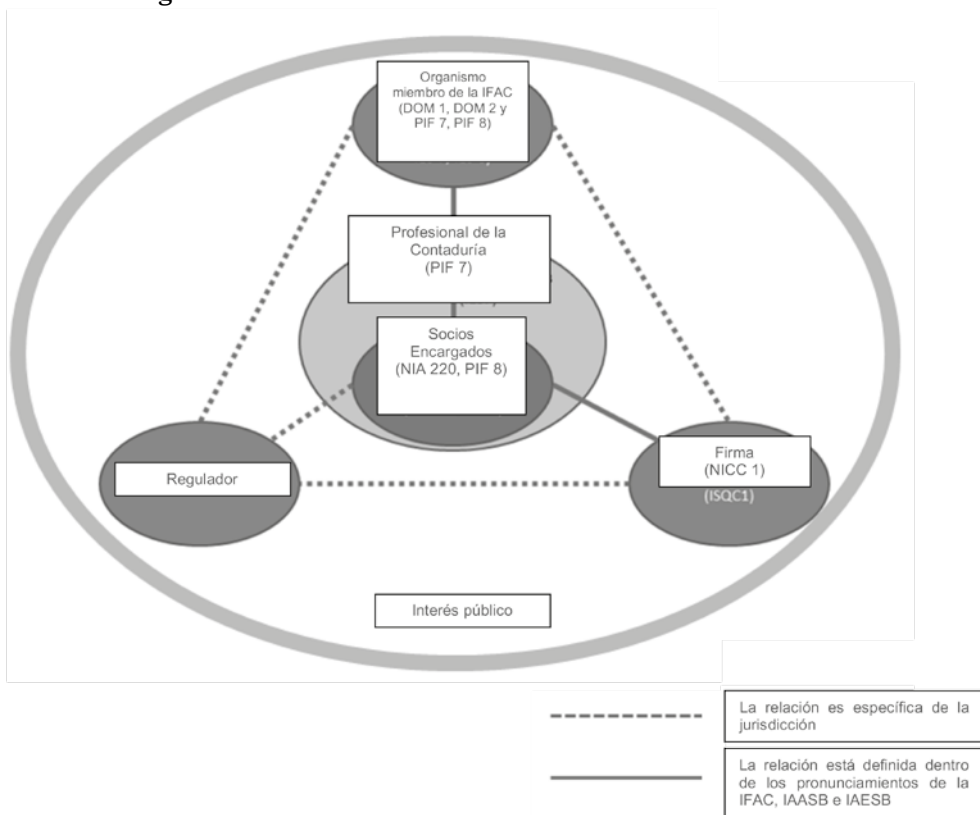 Organismo
miembro de la IFAC
(DOM 1, DOM 2 y
PIF 7, PIF 8)
Profesional de la
Contaduría
(PIF 7)
Socios
Encargados
(NIA 220, PIF 8)
Regulador
Firma
(NICC 1)
(ISQC1)
Interés público
La relación es específica de la
jurisdicción
La relación está definida dentro
de los pronunciamientos de la
IFAC, IAASB e IAESB